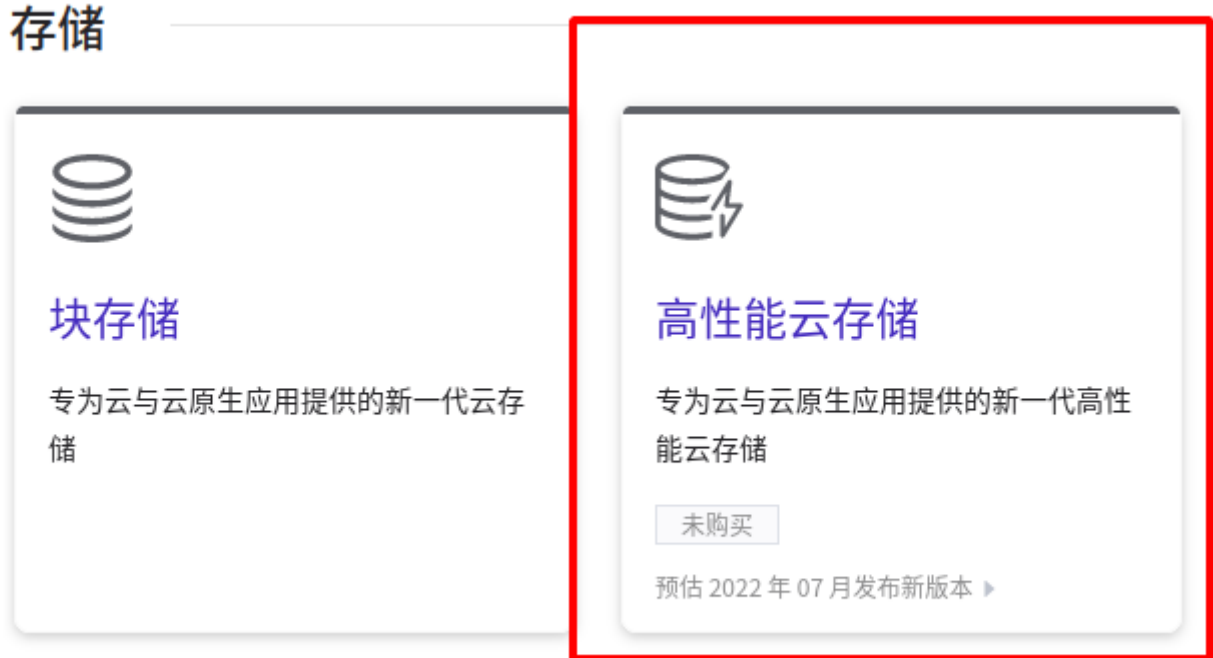 存储
块存储
专为云与云原生应用提供的新一代云存
储
高性能云存储
专为云与云原生应用提供的新一代高性
能云存储
未购买
预估 2022 年 07 月发布新版本